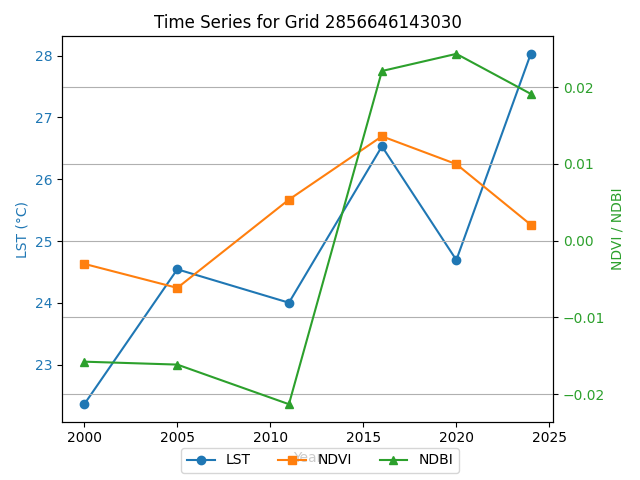 Time Series for Grid 2856646143030
28
27
26
25
24
23
LST (°C)
0.02
0.01
0.00
−0.01
−0.02
NDVI / NDBI
2000 2005 2010 2015 2020 2025
Year
LST NDVI NDBI